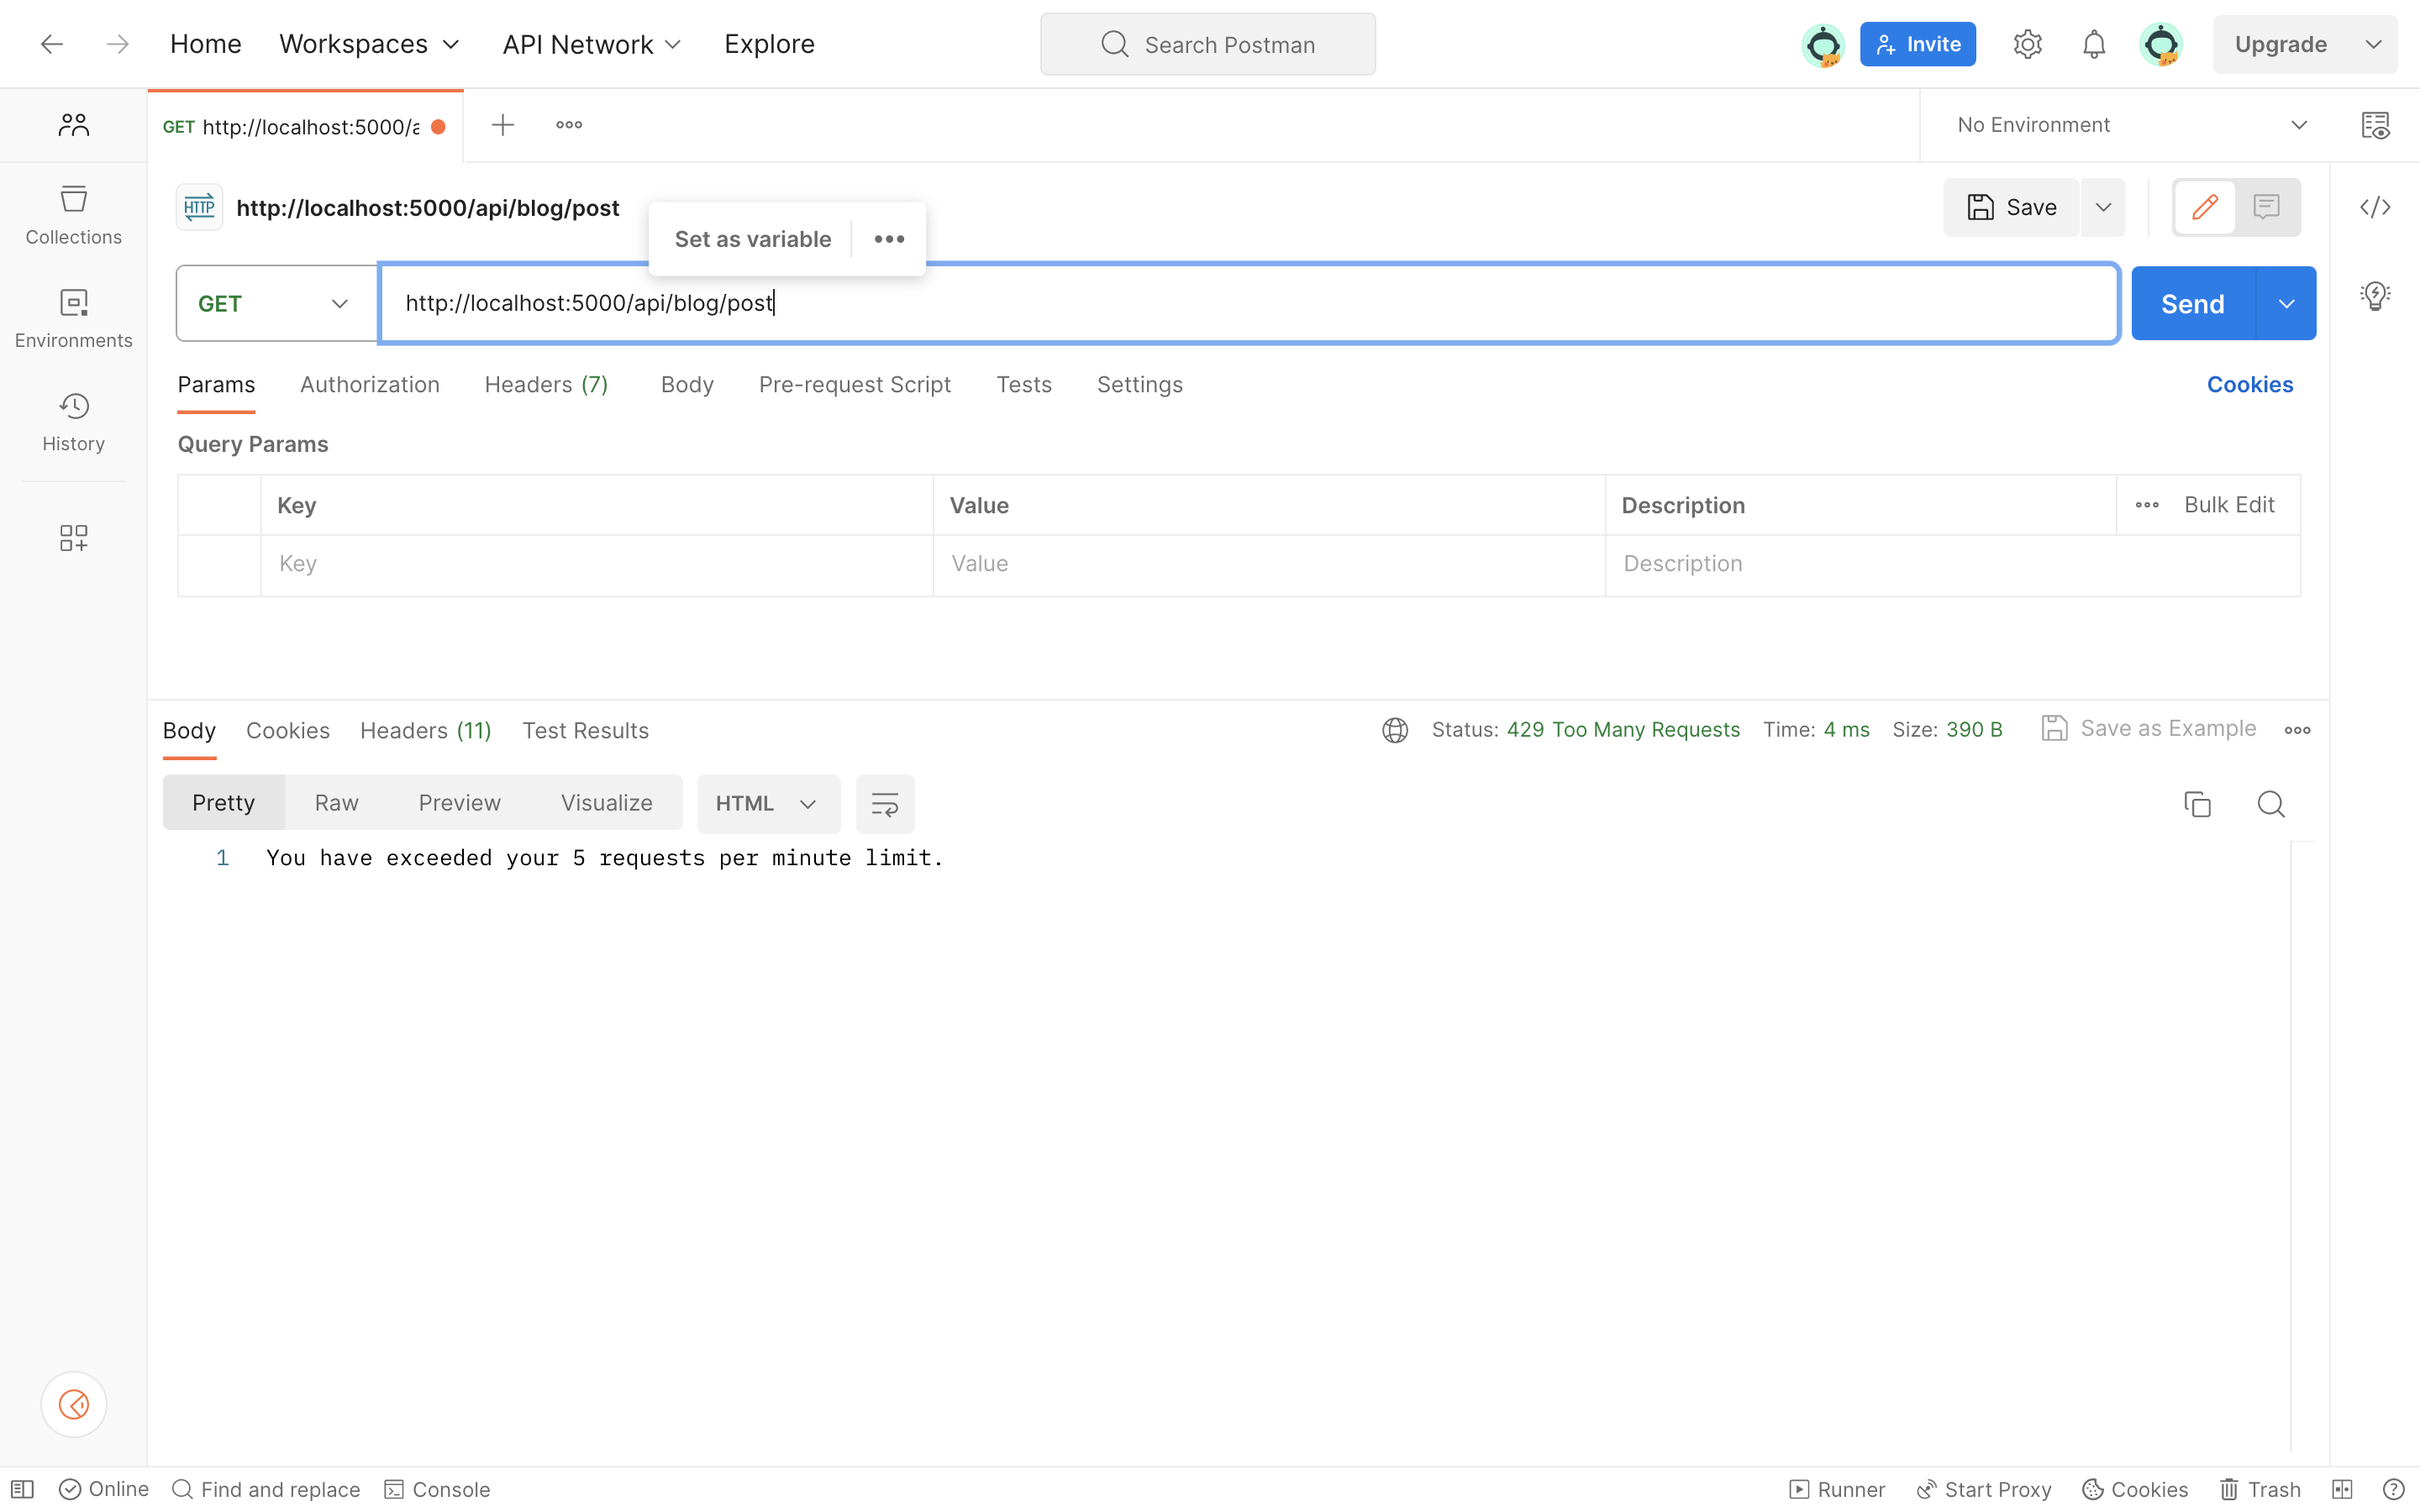 Home Workspaces API Network Explore Search Postman Invite Upgrade
GET http://localhost:5000/a No Environment
HTTP http://localhost:5000/api/blog/post Save
Set as variable
GET http://localhost:5000/api/blog/post Send
Params Authorization Headers (7) Body Pre-request Script Tests Settings Cookies
Query Params
Key Value Description Bulk Edit
Key Value Description
Collections
Environments
History
Body Cookies Headers (11) Test Results Status: 429 Too Many Requests Time: 4 ms Size: 390 B Save as Example
Pretty Raw Preview Visualize HTML
1 You have exceeded your 5 requests per minute limit.
Online Find and replace Console Runner Start Proxy Cookies Trash